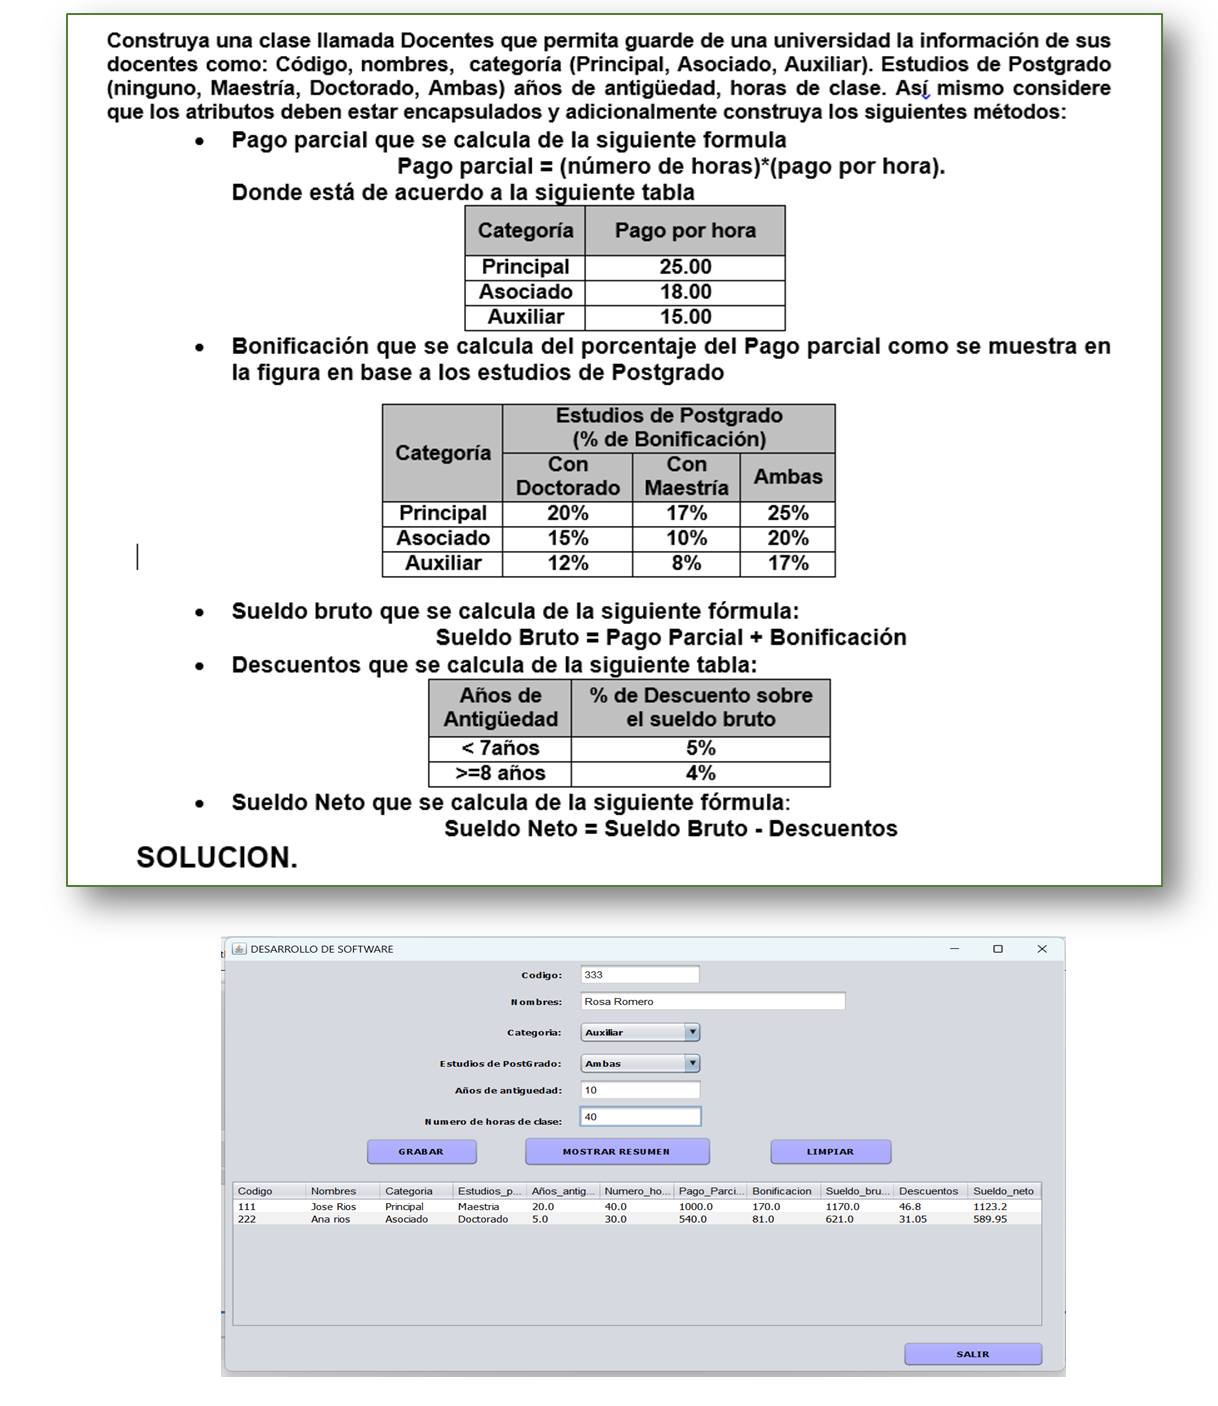 Construya una clase llamada Docentes que permita guarde de una universidad la información de sus
docentes como: Código, nombres, categoría (Principal, Asociado, Auxiliar). Estudios de Postgrado
(ninguno, Maestría, Doctorado, Ambas) años de antigüedad, horas de clase. Así mismo considere
que los atributos deben estar encapsulados y adicionalmente construya los siguientes métodos:
• Pago parcial que se calcula de la siguiente formula
Pago parcial = (número de horas)*(pago por hora).
Donde está de acuerdo a la siguiente tabla
Categoría Pago por hora
Principal 25.00
Asociado 18.00
Auxiliar 15.00
• Bonificación que se calcula del porcentaje del Pago parcial como se muestra en
la figura en base a los estudios de Postgrado
Estudios de Postgrado
(% de Bonificación)
Categoría
Con Doctorado Con Maestría Ambas
Principal 20% 17% 25%
Asociado 15% 10% 20%
Auxiliar 12% 8% 17%
• Sueldo bruto que se calcula de la siguiente fórmula:
Sueldo Bruto = Pago Parcial + Bonificación
• Descuentos que se calcula de la siguiente tabla:
Años de % de Descuento sobre
Antigüedad el sueldo bruto
< 7años 5%
>=8 años 4%
• Sueldo Neto que se calcula de la siguiente fórmula:
Sueldo Neto = Sueldo Bruto - Descuentos
SOLUCION.
DESARROLLO DE SOFTWARE
Codigo: 333
Nombres: Rosa Romero
Categoria: Auxiliar
Estudios de PostGrado: Ambas
Años de antiguedad: 10
Numero de horas de clase: 40
GRABAR MOSTRAR RESUMEN LIMPIAR
Codigo Nombres Categoria Estudios_p... Años_antig... Numero_ho... Pago_Parci... Bonificacion Sueldo_bru... Descuentos Sueldo_neto
111 Jose Rios Principal Maestria 20.0 40.0 1000.0 170.0 1170.0 46.8 1123.2
222 Ana rios Asociado Doctorado 5.0 30.0 540.0 81.0 621.0 31.05 589.95
SALIR